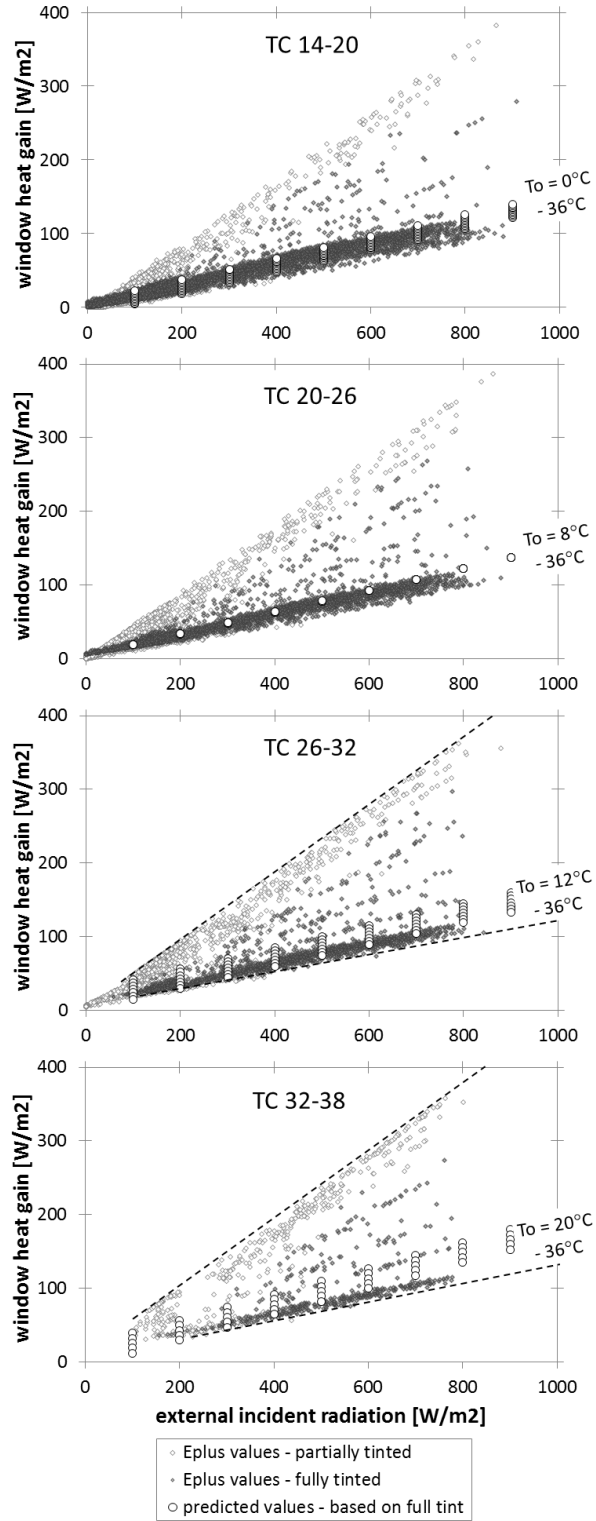 400
TC 14-20
300
200
To = 0°C
- 36°C
100
0
window heat gain [W/m2]
0 200 400 600 800 1000
400
TC 20-26
300
200
To = 8°C
- 36°C
100
0
window heat gain [W/m2]
0 200 400 600 800 1000
400
TC 26-32
300
200
To = 12°C
- 36°C
100
0
window heat gain [W/m2]
0 200 400 600 800 1000
400
TC 32-38
300
200
To = 20°C
- 36°C
100
0
window heat gain [W/m2]
0 200 400 600 800 1000
external incident radiation [W/m2]
Eplus values - partially tinted
Eplus values - fully tinted
predicted values - based on full tint